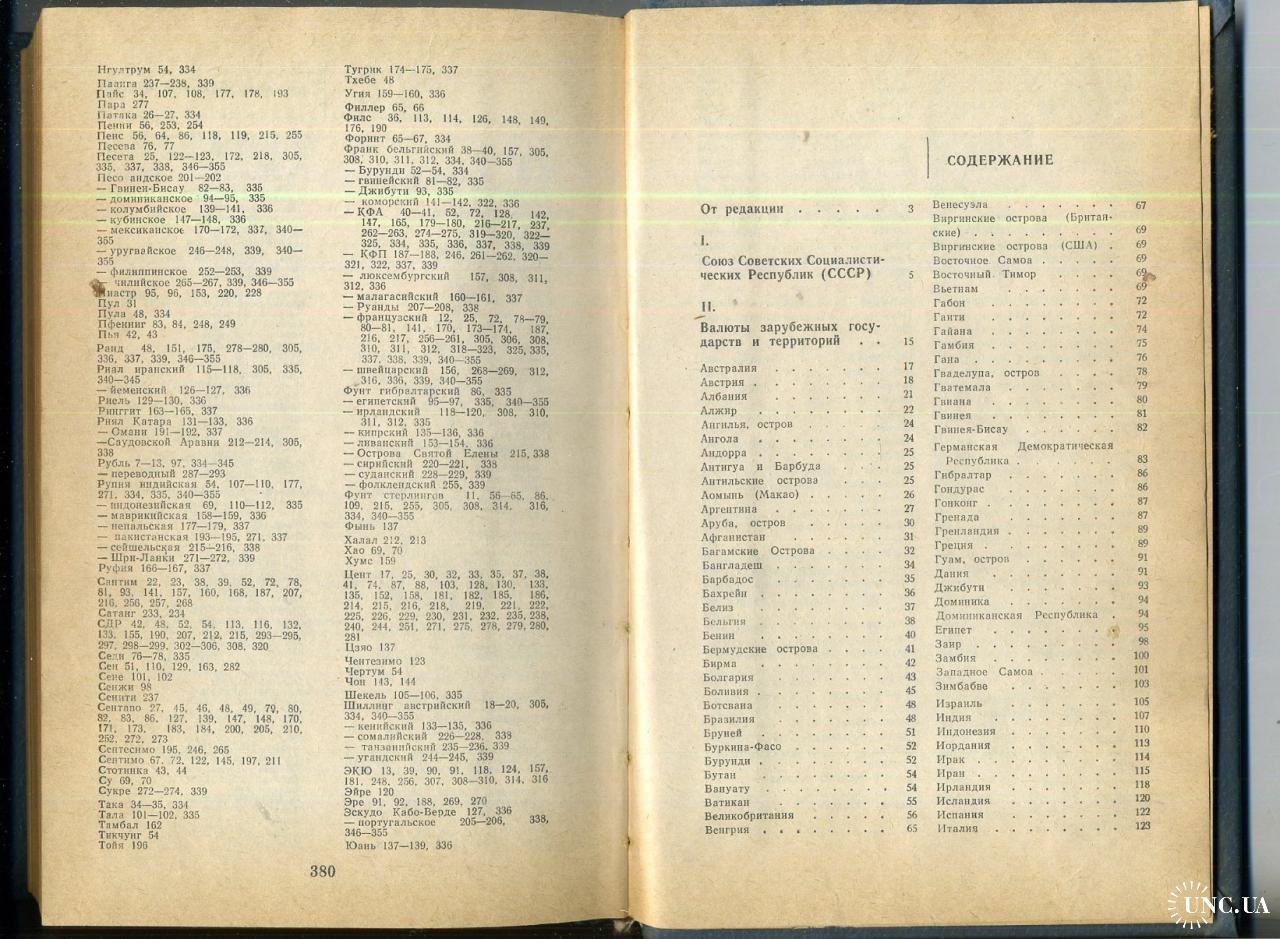 Нгултрум 54, 334
Паанга 237—238, 339
Пайс 34, 107, 108, 177, 178, 193
Пара 277
Патака 26—27, 334
Пенни 56, 253, 254
Пенс 56, 64, 86, 118, 119, 215, 255
Песева 76, 77
Песета 25, 122—123, 172, 218, 305,
335, 337, 338, 346—355
Песо андское 201—202
— Гвинеи-Бисау 82—83, 335
— доминиканское 94—95, 335
— колумбийское 139—141, 336
— кубинское 147—148, 336
— мексиканское 170—172, 337, 340—
355
— уругвайское 246—248, 339, 340—
355
— филиппинское 252—253, 339
— чилийское 265—267, 339, 346—355
Пиастр 95, 96, 153, 220, 228
Пул 31
Пула 48, 334
Пфенниг 83, 84, 248, 249
Пья 42, 43
Ранд 48, 151, 175, 278—280, 305,
336, 337, 339, 346—355
Риал иранский 115—118, 305, 335,
340—345
— йеменский 126—127, 336
Риель 129—130, 336
Ринггит 163—165, 337
Риял Катара 131—133, 336
— Омани 191—192, 337
—Саудовской Аравии 212—214, 305,
338
Рубль 7—13, 97, 334—345
— переводный 287—293
Рупия индийская 54, 107—110, 177,
271, 334, 335, 340—355
— индонезийская 69, 110—112, 335
— маврикийская 158—159, 336
— непальская 177—179, 337
— пакистанская 193—195, 271, 337
— сейшельская 215—216, 338
— Шри-Ланки 271—272, 339
Руфия 166—167, 337
Сантим 22, 23, 38, 39, 52, 72, 78,
81, 93, 141, 157, 160, 168, 187, 207,
216, 256, 257, 268
Сатанг 233, 234
СДР 42, 48, 52, 54, 113, 116, 132,
133, 155, 190, 207, 212, 215, 293—295,
297, 298—299, 302—306, 308, 320
Седи 76—78, 335
Сен 51, 110, 129, 163, 282
Сене 101, 102
Сенжи 98
Сенити 237
Сентаво 27, 45, 46, 48, 49, 79, 80,
82, 83, 86, 127, 139, 147, 148, 170,
171, 173, 183, 184, 200, 205, 210,
252, 272, 273
Сентесимо 195, 246, 265
Сентимо 67, 72, 122, 145, 197, 211
Стотинка 43, 44
Су 69, 70
Сукре 272—274, 339
Така 34—35, 334
Тала 101—102, 335
Тамбал 162
Тикчунг 54
Тойя 196
Тугрик 174—175, 337
Тхебе 48
Угия 159—160, 336
Филлер 65, 66
Филс 36, 113, 114, 126, 148, 149,
176, 190
Форинт 65—67, 334
Франк бельгийский 38—40, 157, 305,
308, 310, 311, 312, 334, 340—355
— Бурунди 52—54, 334
— гвинейский 81—82, 335
— Джибути 93, 335
— коморский 141—142, 322, 336
— КФА 40—41, 52, 72, 128, 142,
147, 165, 179—180, 216—217, 237,
262—263, 274—275, 319—320, 322—
325, 334, 335, 336, 337, 338, 339
— КФП 187—188, 246, 261—262, 320—
321, 322, 337, 339
— люксембургский 157, 308, 311,
312, 336
— малагасийский 160—161, 337
— Руанды 207—208, 338
— французский 12, 25, 72, 78—79,
80—81, 141, 170, 173—174, 187,
216, 217, 256—261, 305, 306, 308,
310, 311, 312, 318—323, 325, 335,
337, 338, 339, 340—355
— швейцарский 156, 268—269, 312,
316, 336, 339, 340—355
Фунт гибралтарский 86, 335
— египетский 95—97, 335, 340—355
— ирландский 118—120, 308, 310,
311, 312, 335
— кипрский 135—136, 336
— ливанский 153—154, 336
— Острова Святой Елены 215, 338
— сирийский 220—221, 338
— суданский 228—229, 339
— фолклендский 255, 339
Фунт стерлингов 11, 56—65, 86,
109, 215, 255, 305, 308, 314, 316,
334, 340—355
Фынь 137
Халал 212, 213
Хао 69, 70
Хумс 159
Цент 17, 25, 30, 32, 33, 35, 37, 38,
41, 74, 87, 88, 103, 128, 130, 133,
135, 152, 158, 181, 182, 185, 186,
214, 215, 216, 218, 219, 221, 222,
225, 226, 229, 230, 231, 232, 235, 238,
240, 244, 251, 271, 275, 278, 279, 280,
281
Цзяо 137
Чентезимо 123
Чертум 54
Чон 143, 144
Шекель 105—106, 335
Шиллинг австрийский 18—20, 305,
334, 340—355
— кенийский 133—135, 336
— сомалийский 226—228, 338
— танзанийский 235—236, 339
— угандский 244—245, 339
ЭКЮ 13, 39, 90, 91, 118, 124, 157,
181, 248, 256, 307, 308—310, 314, 316
Эйре 120
Эре 91, 92, 188, 269, 270
Эскудо Кабо-Верде 127, 336
— португальское 205—206, 338,
346—355
Юань 137—139, 336
380
СОДЕРЖАНИЕ
От редакции . . . . . 3
I.
Союз Советских Социалисти-
ческих Республик (СССР) 5
II.
Валюты зарубежных госу-
дарств и территорий . . 15
Австралия . . . . . . . 17
Австрия . . . . . . . . 18
Албания . . . . . . . 21
Алжир . . . . . . . . 22
Ангилья, остров . . . . . 24
Ангола . . . . . . . . 24
Андорра . . . . . . . 25
Антигуа и Барбуда . . . . 25
Антильские острова . . . . 25
Аомынь (Макао) . . . . . 26
Аргентина . . . . . . . 27
Аруба, остров . . . . . . 30
Афганистан . . . . . . 31
Багамские Острова . . . . 32
Бангладеш . . . . . . . 34
Барбадос . . . . . . . 35
Бахрейн . . . . . . . . 36
Белиз . . . . . . . . 37
Бельгия . . . . . . . 38
Бенин . . . . . . . . 40
Бермудские острова . . . . 41
Бирма . . . . . . . . 42
Болгария . . . . . . . 43
Боливия . . . . . . . . 45
Ботсвана . . . . . . . 48
Бразилия . . . . . . . 48
Бруней . . . . . . . . 51
Буркина-Фасо . . . . . . 52
Бурунди . . . . . . . . 52
Бутан . . . . . . . . 54
Вануату . . . . . . . 54
Ватикан . . . . . . . 55
Великобритания . . . . . 56
Венгрия . . . . . . . . 65
Венесуэла . . . . . . . 67
Виргинские острова (Британ-
ские) . . . . . . . . 69
Виргинские острова (США) . 69
Восточное Самоа . . . . . 69
Восточный Тимор . . . . 69
Вьетнам . . . . . . . 69
Габон . . . . . . . . 72
Гаити . . . . . . . . 72
Гайана . . . . . . . . 74
Гамбия . . . . . . . . 75
Гана . . . . . . . . . 76
Гваделупа, остров . . . . 78
Гватемала . . . . . . . 79
Гвиана . . . . . . . . 80
Гвинея . . . . . . . . 81
Гвинея-Бисау . . . . . . 82
Германская Демократическая
Республика . . . . . . 83
Гибралтар . . . . . . . 86
Гондурас . . . . . . . 86
Гонконг . . . . . . . . 87
Гренада . . . . . . . 87
Гренландия . . . . . . 89
Греция . . . . . . . . 89
Гуам, остров . . . . . . 91
Дания . . . . . . . . 91
Джибути . . . . . . . 93
Доминика . . . . . . . 94
Доминиканская Республика . 94
Египет . . . . . . . . 95
Заир . . . . . . . . . 98
Замбия . . . . . . . . 100
Западное Самоа . . . . . 101
Зимбабве . . . . . . . 103
Израиль . . . . . . . 105
Индия . . . . . . . . 107
Индонезия . . . . . . . 110
Иордания . . . . . . . 113
Ирак . . . . . . . . 114
Иран . . . . . . . . 115
Ирландия . . . . . . . 118
Исландия . . . . . . . 120
Испания . . . . . . . 122
Италия . . . . . . . . 123
UNC.UA